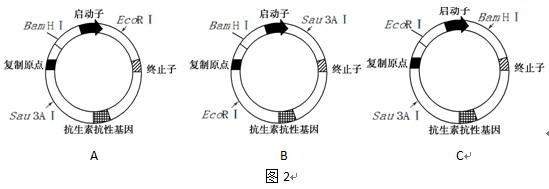 启动子
EcoR I
BamH I
复制原点
终止子
Sau3A I
抗生素抗性基因
A
启动子
BamH I
Sau3A I
复制原点
终止子
EcoR I
抗生素抗性基因
B
启动子
BamH I
EcoR I
复制原点
终止子
Sau3A I
抗生素抗性基因
C
图2